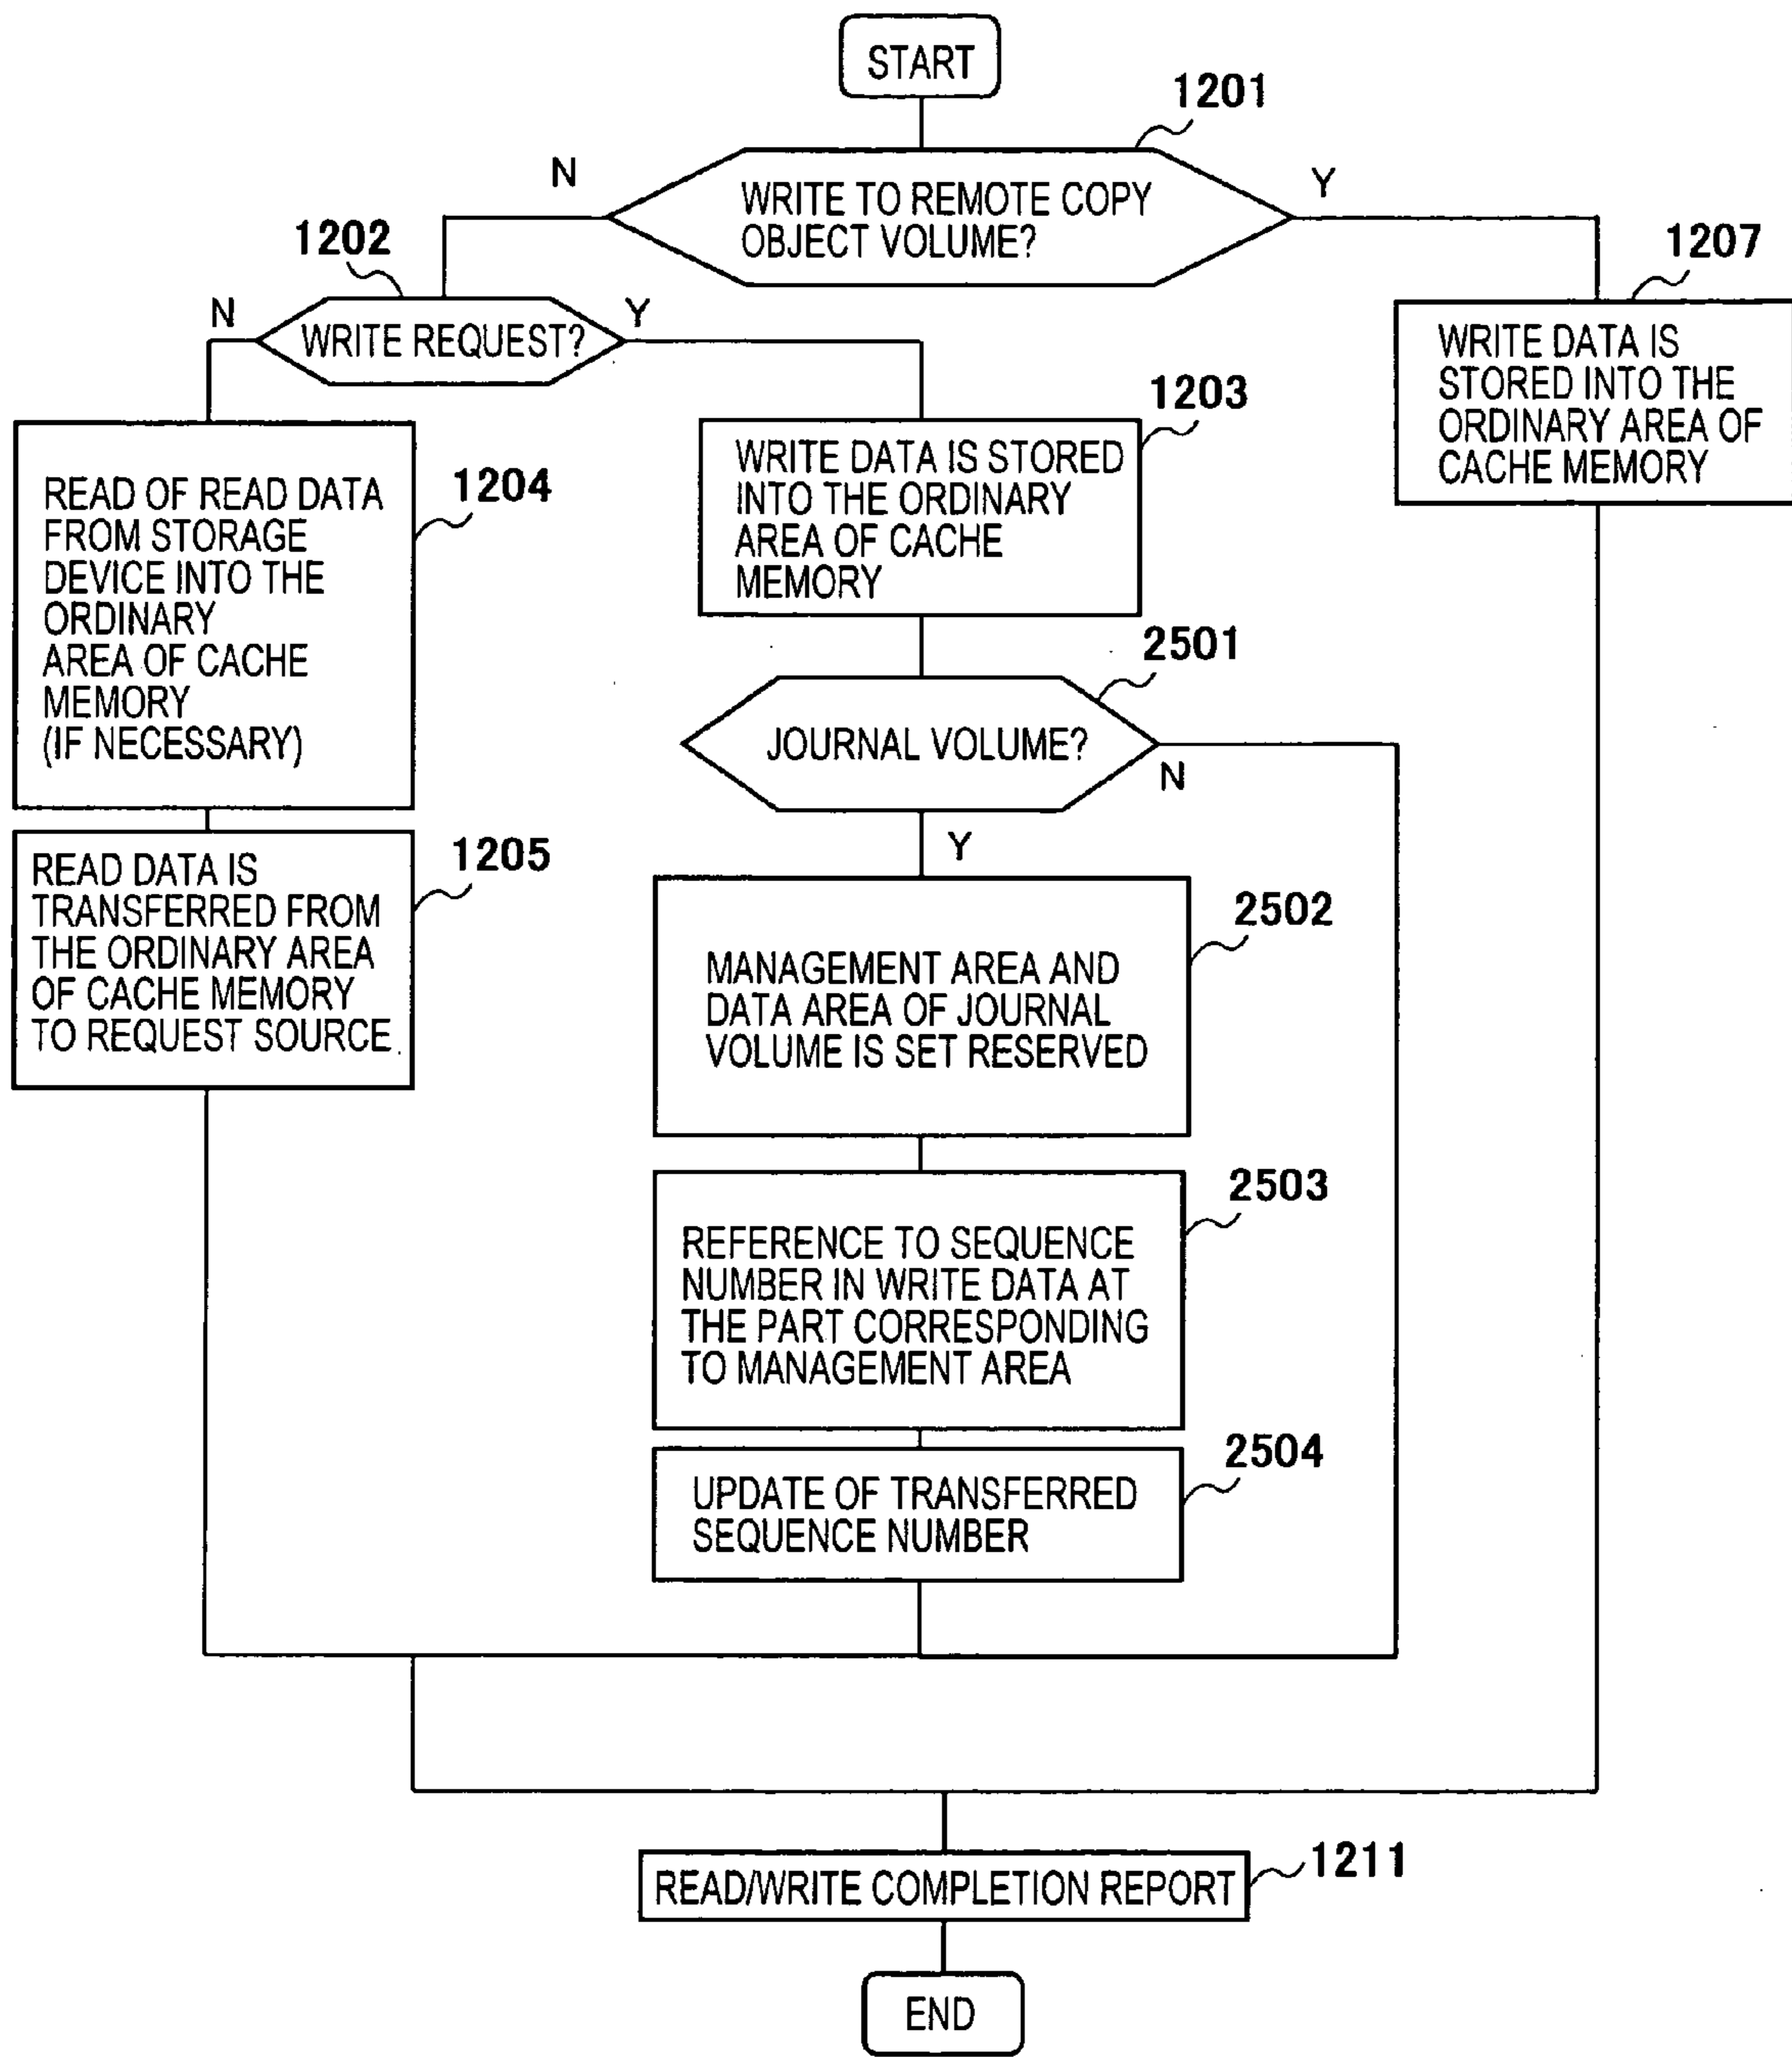 START
1201
N
WRITE TO REMOTE COPY
OBJECT VOLUME?
Y
1202
N
WRITE REQUEST?
Y
1207
WRITE DATA IS
STORED INTO THE
ORDINARY AREA OF
CACHE MEMORY
1203
WRITE DATA IS STORED
INTO THE ORDINARY
AREA OF CACHE
MEMORY
1204
READ OF READ DATA
FROM STORAGE
DEVICE INTO THE
ORDINARY
AREA OF CACHE
MEMORY
(IF NECESSARY)
2501
JOURNAL VOLUME?
N
Y
1205
READ DATA IS
TRANSFERRED FROM
THE ORDINARY AREA
OF CACHE MEMORY
TO REQUEST SOURCE
2502
MANAGEMENT AREA AND
DATA AREA OF JOURNAL
VOLUME IS SET RESERVED
2503
REFERENCE TO SEQUENCE
NUMBER IN WRITE DATA AT
THE PART CORRESPONDING
TO MANAGEMENT AREA
2504
UPDATE OF TRANSFERRED
SEQUENCE NUMBER
READ/WRITE COMPLETION REPORT
1211
END